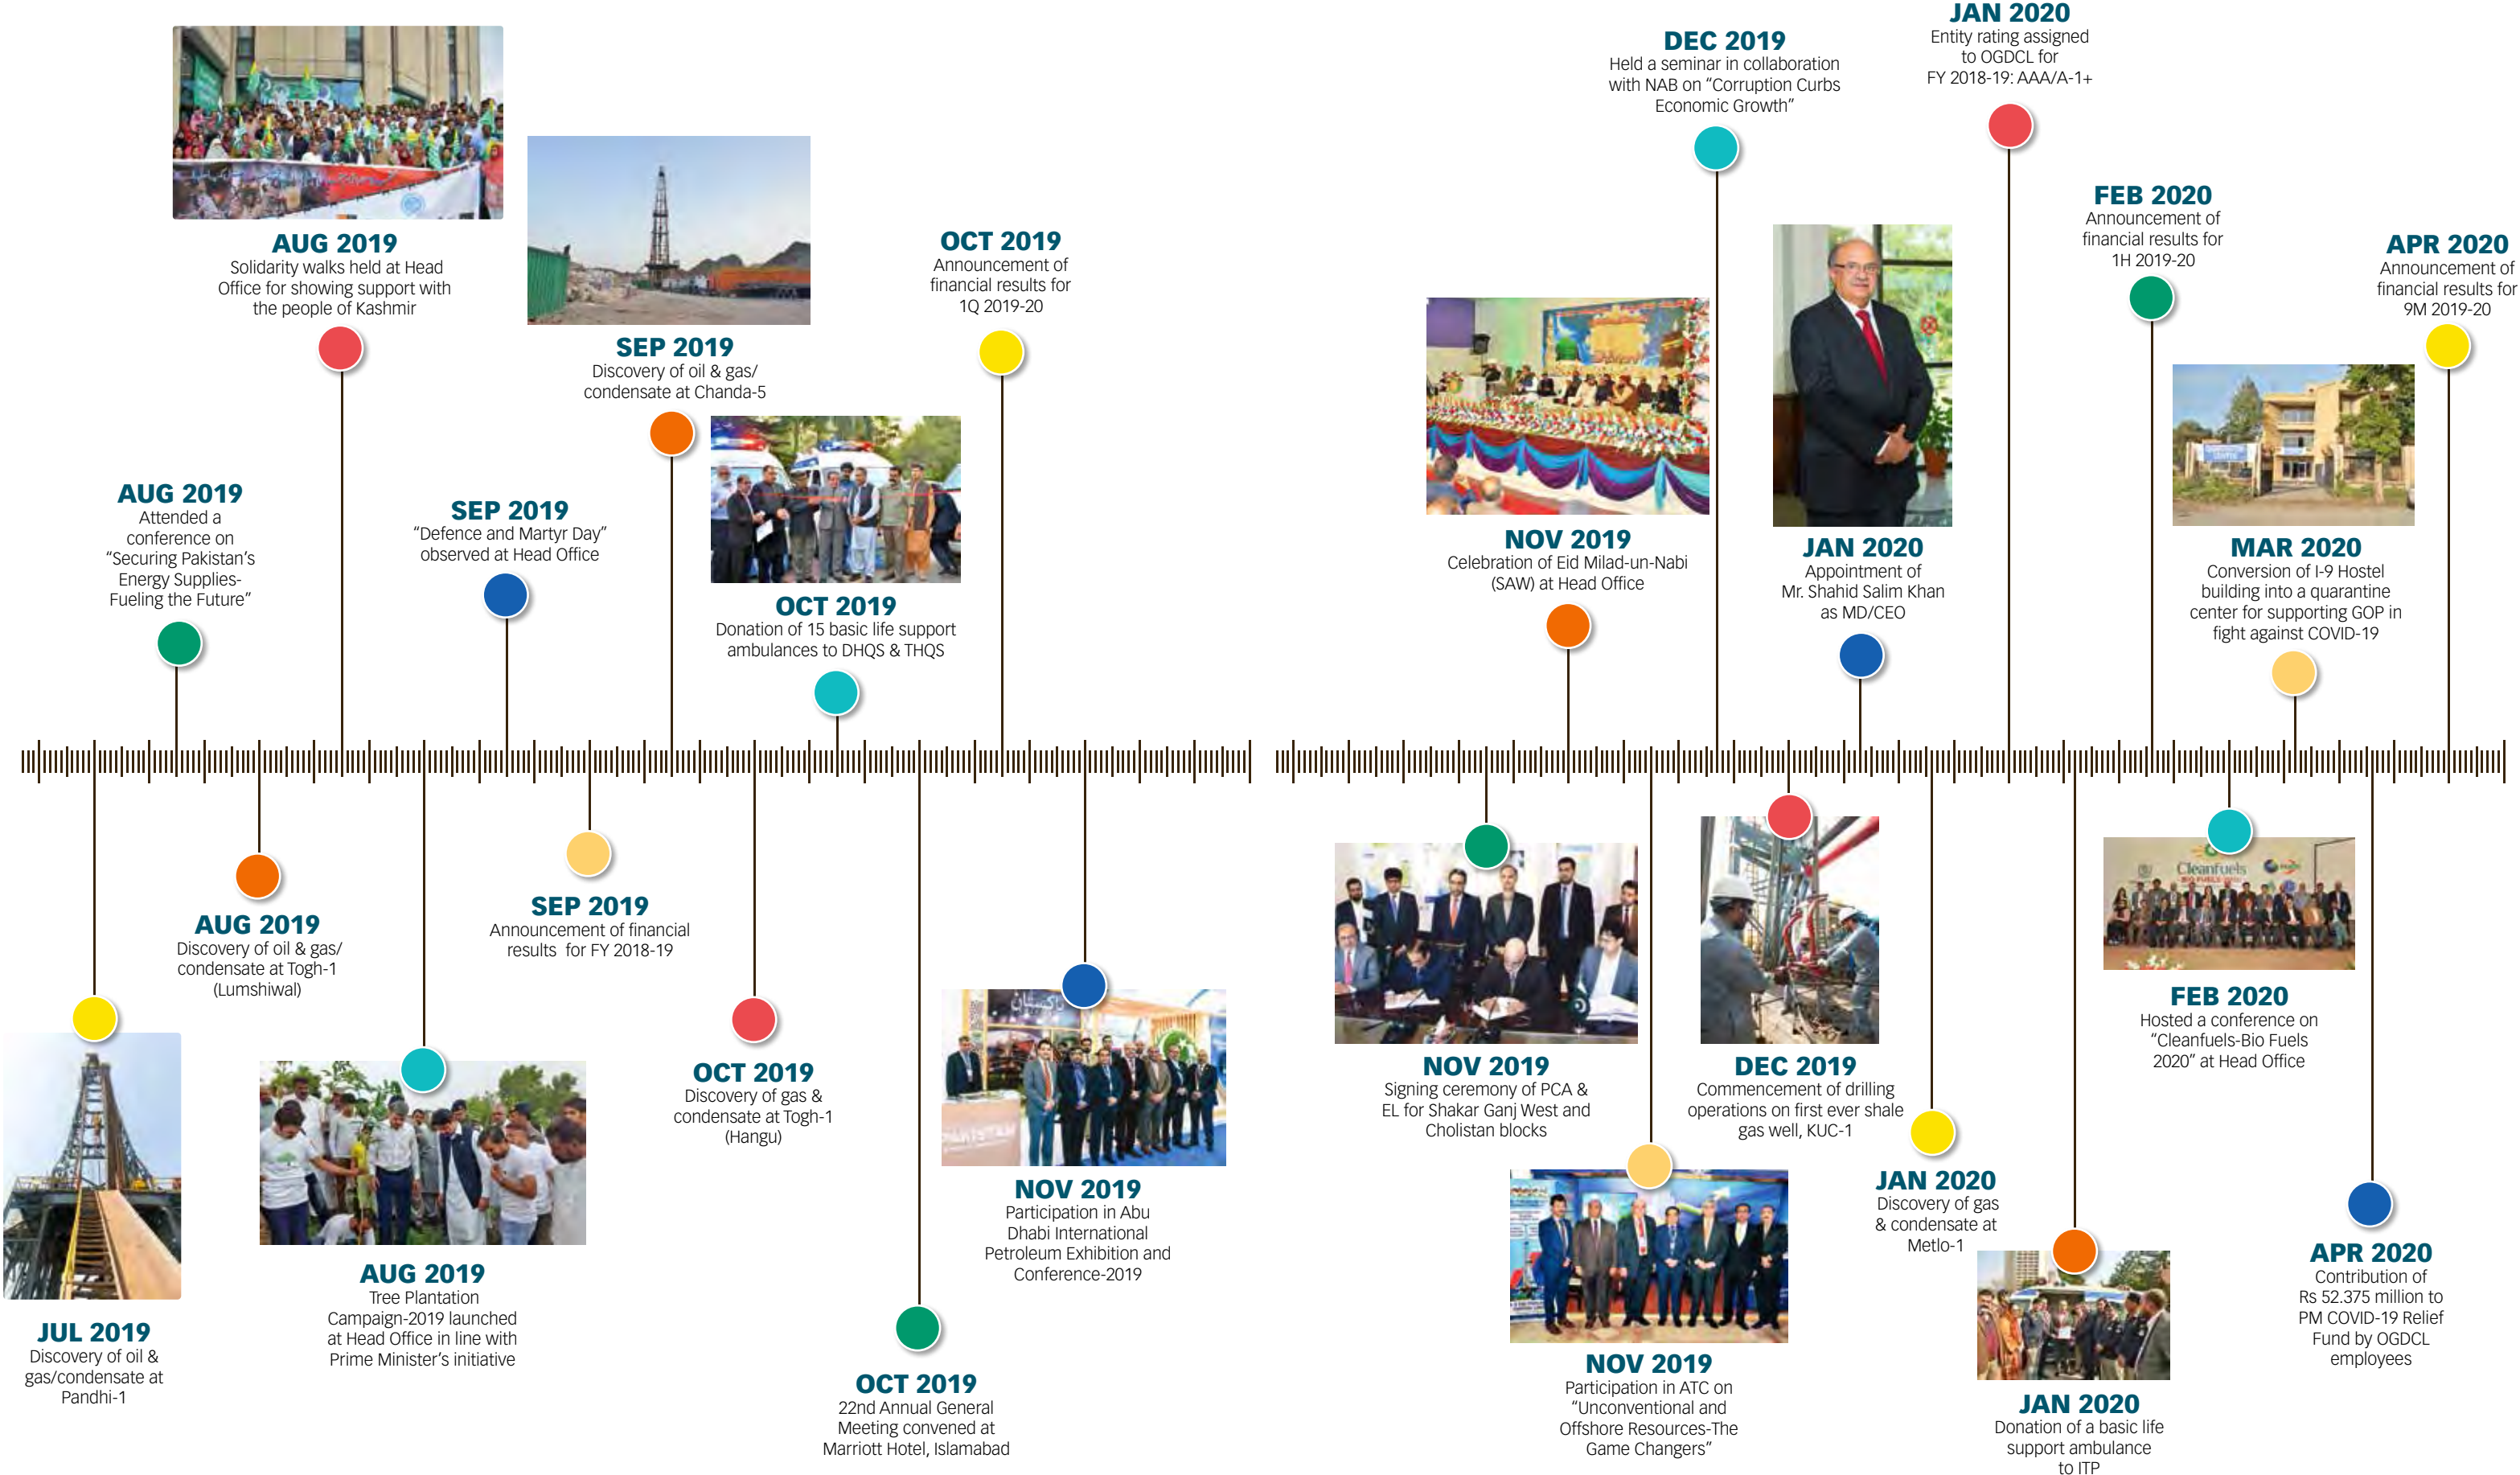 JUL 2019
Discovery of oil &
gas/condensate at
Pandhi-1
AUG 2019
Attended a
conference on
“Securing Pakistan’s
Energy Supplies-
Fueling the Future”
AUG 2019
Discovery of oil & gas/
condensate at Togh-1
(Lumshiwal)
AUG 2019
Solidarity walks held at Head
Office for showing support with
the people of Kashmir
AUG 2019
Tree Plantation
Campaign-2019 launched
at Head Office in line with
Prime Minister’s initiative
SEP 2019
“Defence and Martyr Day”
observed at Head Office
SEP 2019
Announcement of financial
results for FY 2018-19
SEP 2019
Discovery of oil & gas/
condensate at Chanda-5
OCT 2019
Discovery of gas &
condensate at Togh-1
(Hangu)
OCT 2019
Donation of 15 basic life support
ambulances to DHQS & THQS
OCT 2019
22nd Annual General
Meeting convened at
Marriott Hotel, Islamabad
OCT 2019
Announcement of
financial results for
1Q 2019-20
پاکستان
NOV 2019
Participation in Abu
Dhabi International
Petroleum Exhibition and
Conference-2019
NOV 2019
Signing ceremony of PCA &
EL for Shakar Ganj West and
Cholistan blocks
NOV 2019
Celebration of Eid Milad-un-Nabi
(SAW) at Head Office
NOV 2019
Participation in ATC on
“Unconventional and
Offshore Resources-The
Game Changers”
DEC 2019
Held a seminar in collaboration
with NAB on “Corruption Curbs
Economic Growth”
DEC 2019
Commencement of drilling
operations on first ever shale
gas well, KUC-1
JAN 2020
Appointment of
Mr. Shahid Salim Khan
as MD/CEO
JAN 2020
Discovery of gas
& condensate at
Metlo-1
JAN 2020
Entity rating assigned
to OGDCL for
FY 2018-19: AAA/A-1+
JAN 2020
Donation of a basic life
support ambulance
to ITP
FEB 2020
Announcement of
financial results for
1H 2019-20
Cleanfuels
FEB 2020
Hosted a conference on
“Cleanfuels-Bio Fuels
2020” at Head Office
MAR 2020
Conversion of I-9 Hostel
building into a quarantine
center for supporting GOP in
fight against COVID-19
APR 2020
Contribution of
Rs 52.375 million to
PM COVID-19 Relief
Fund by OGDCL
employees
APR 2020
Announcement of
financial results for
9M 2019-20